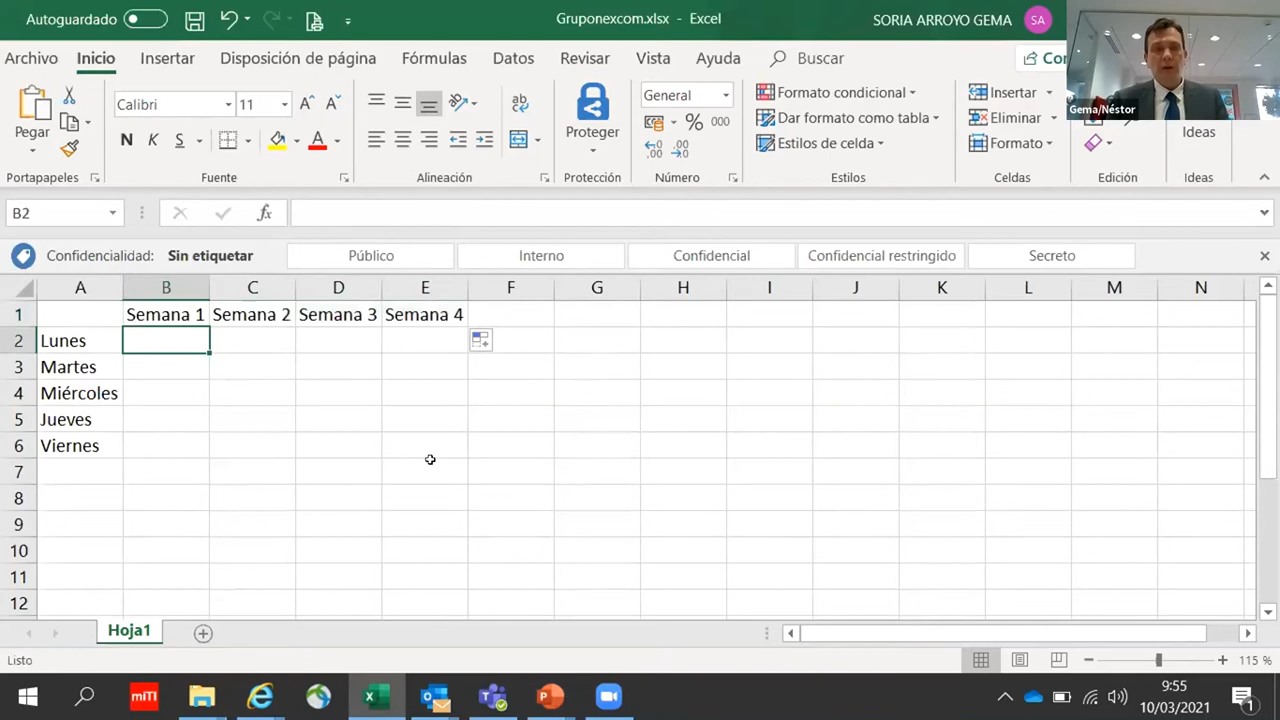 Autoguardado
Gruponexcom.xlsx - Excel
SORIA ARROYO GEMA
SA
Archivo Inicio Insertar Disposición de página Fórmulas Datos Revisar Vista Ayuda Buscar
Gema/Néstor
Pegar
Calibri 11
N K S
Proteger
General
% 000
Formato condicional
Dar formato como tabla
Estilos de celda
Insertar
Eliminar
Formato
Ideas
Portapapeles Fuente Alineación Protección Número Estilos Celdas Edición Ideas
B2 fx
Confidencialidad: Sin etiquetar Público Interno Confidencial Confidencial restringido Secreto
A B C D E F G H I J K L M N
1 Semana 1 Semana 2 Semana 3 Semana 4
2 Lunes
3 Martes
4 Miércoles
5 Jueves
6 Viernes
7
8
9
10
11
12
Hoja1
Listo
115 %
miTI
9:55
10/03/2021
1